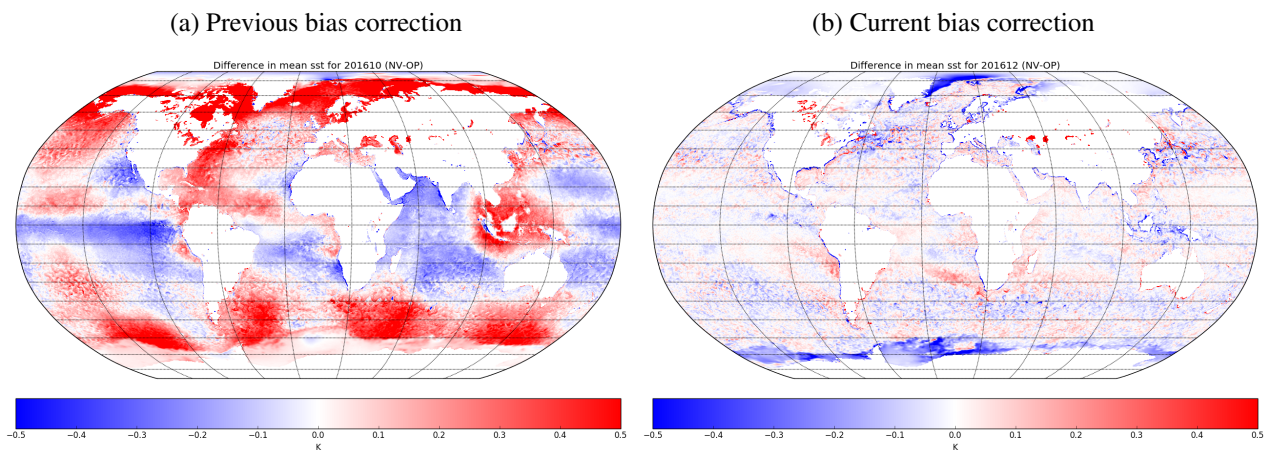 (a) Previous bias correction
Difference in mean sst for 201610 (NV-OP)
−0.5 −0.4 −0.3 −0.2 −0.1 0.0 0.1 0.2 0.3 0.4 0.5
K
(b) Current bias correction
Difference in mean sst for 201612 (NV-OP)
−0.5 −0.4 −0.3 −0.2 −0.1 0.0 0.1 0.2 0.3 0.4 0.5
K